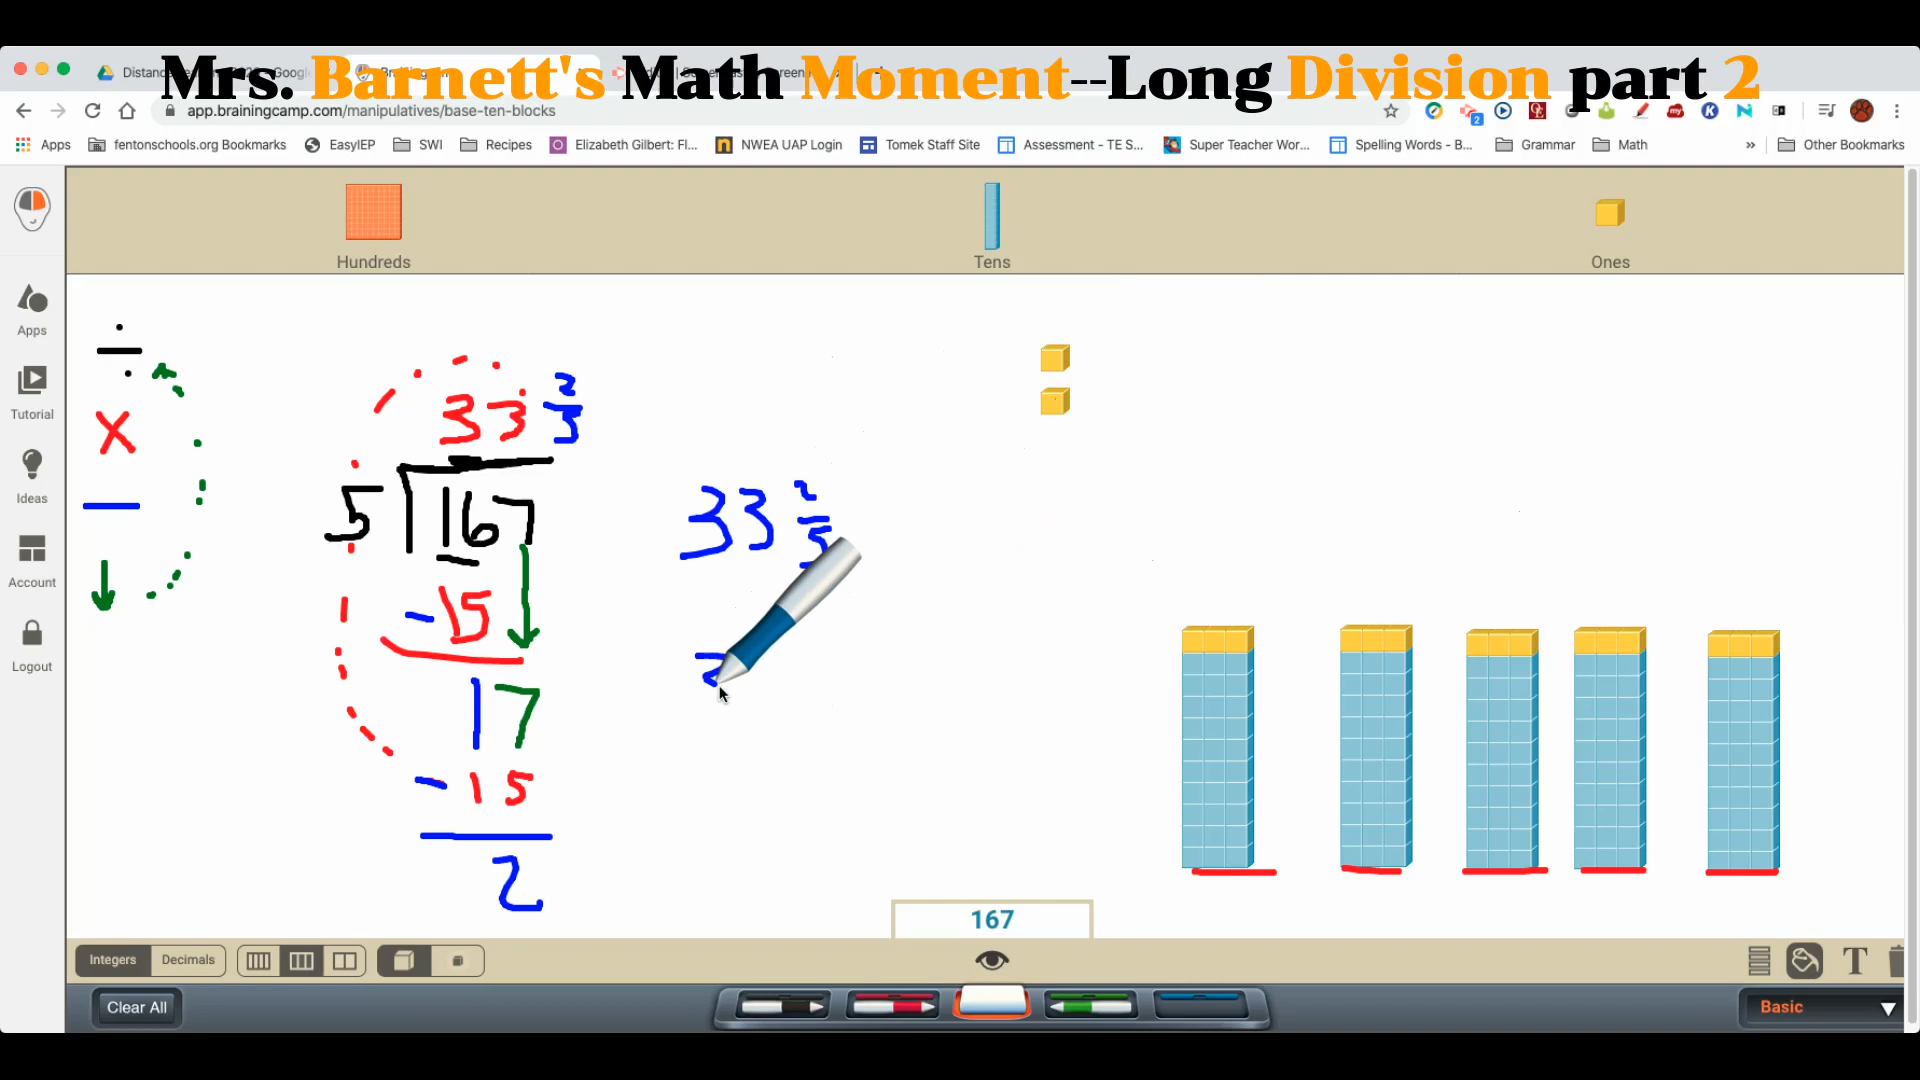 Mrs. Barnett's Math Moment--Long Division part 2
app.brainingcamp.com/manipulatives/base-ten-blocks
Apps fentonschools.org Bookmarks EasyIEP SWI Recipes Elizabeth Gilbert: Fl... NWEA UAP Login Tomek Staff Site Assessment - TE S... Super Teacher Wor... Spelling Words - B... Grammar Math » Other Bookmarks
Hundreds Tens Ones
Apps
Tutorial
Ideas
Account
Logout
÷
x
−
33 2/5
5 167
33 2/5
-15
17
-15
2
167
Integers Decimals
T
Clear All
Basic